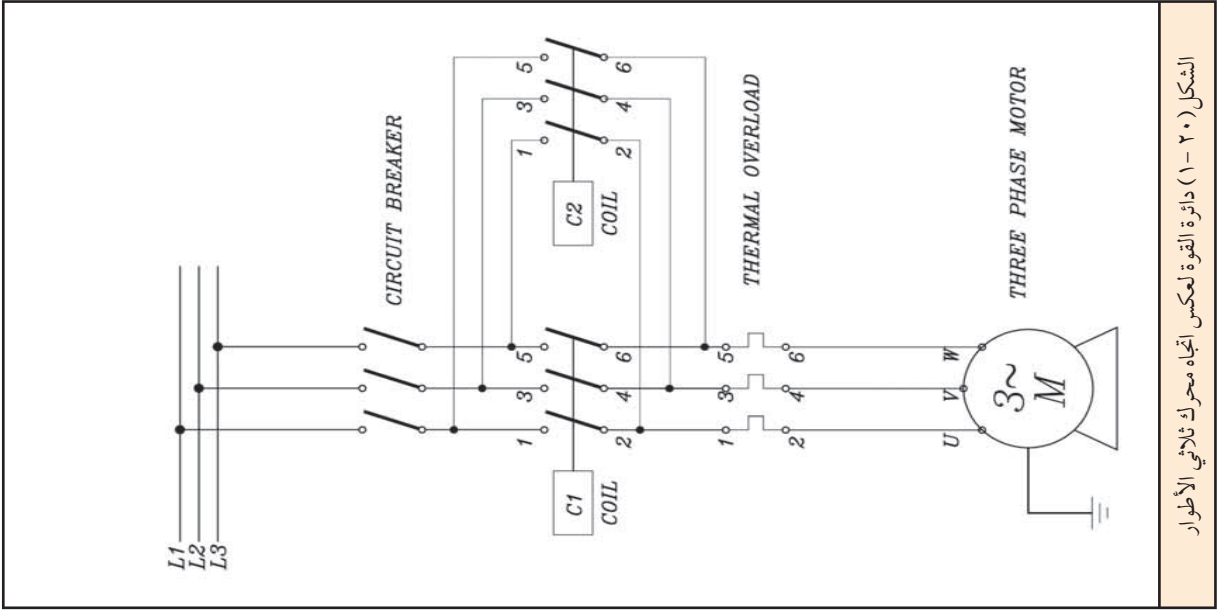 L1
L2
L3
CIRCUIT BREAKER
5
3
1
6
4
2
C2
COIL
5
3
1
6
4
2
C1
COIL
THERMAL OVERLOAD
5
3
1
6
4
2
W
V
U
3~
M
THREE PHASE MOTOR
الشكل (٢٠ -١) دائرة القوة لعكس اتجاه محرك ثلاثي الأطوار